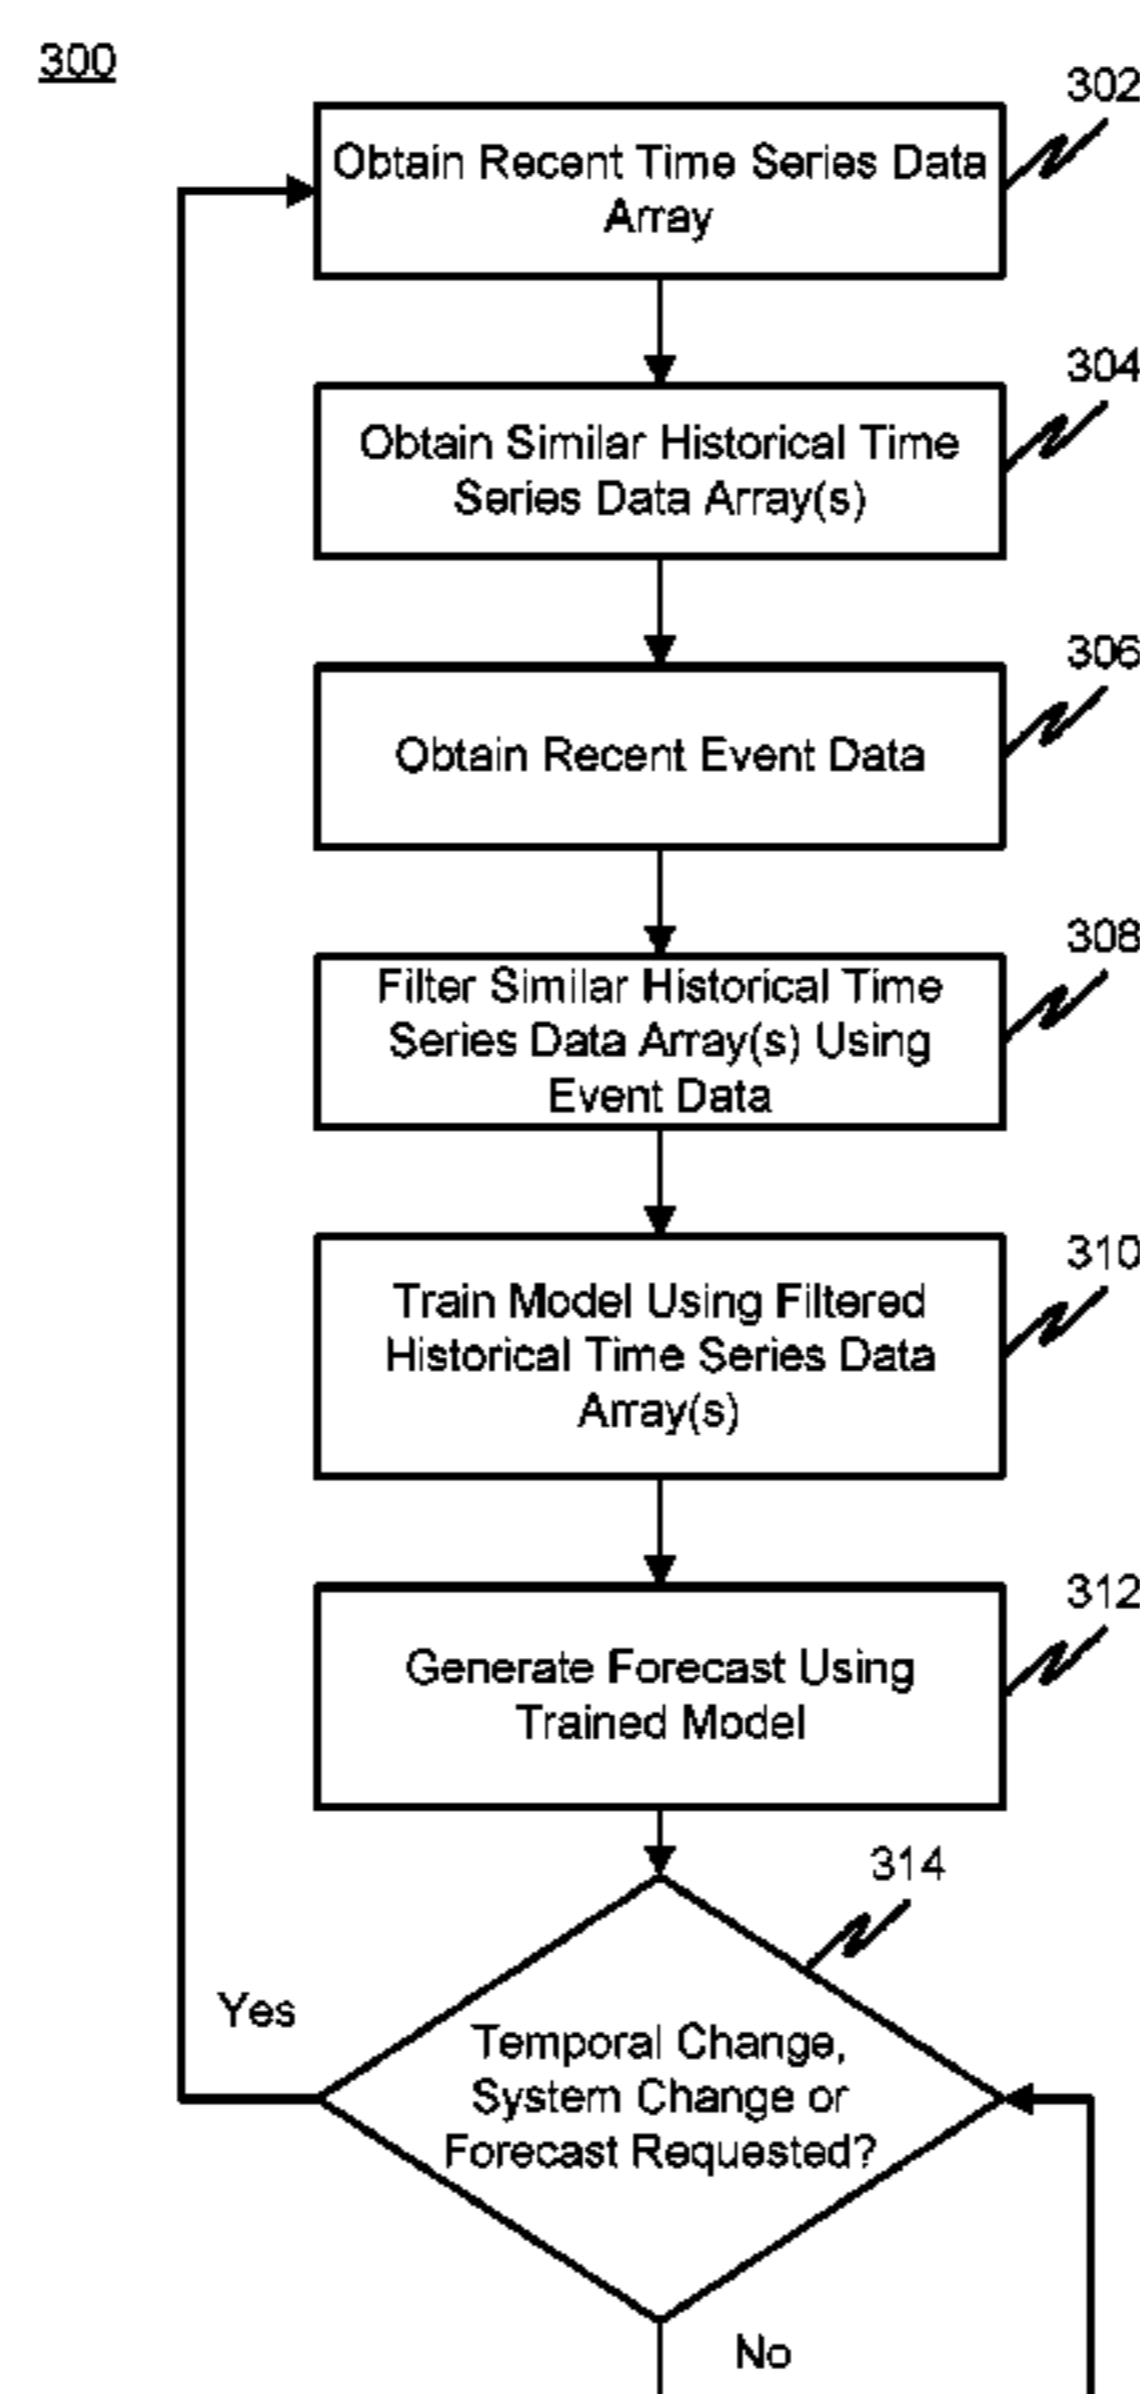 300
302
Obtain Recent Time Series Data
Array
304
Obtain Similar Historical Time
Series Data Array(s)
306
Obtain Recent Event Data
308
Filter Similar Historical Time
Series Data Array(s) Using
Event Data
310
Train Model Using Filtered
Historical Time Series Data
Array(s)
312
Generate Forecast Using
Trained Model
314
Yes
Temporal Change,
System Change or
Forecast Requested?
No